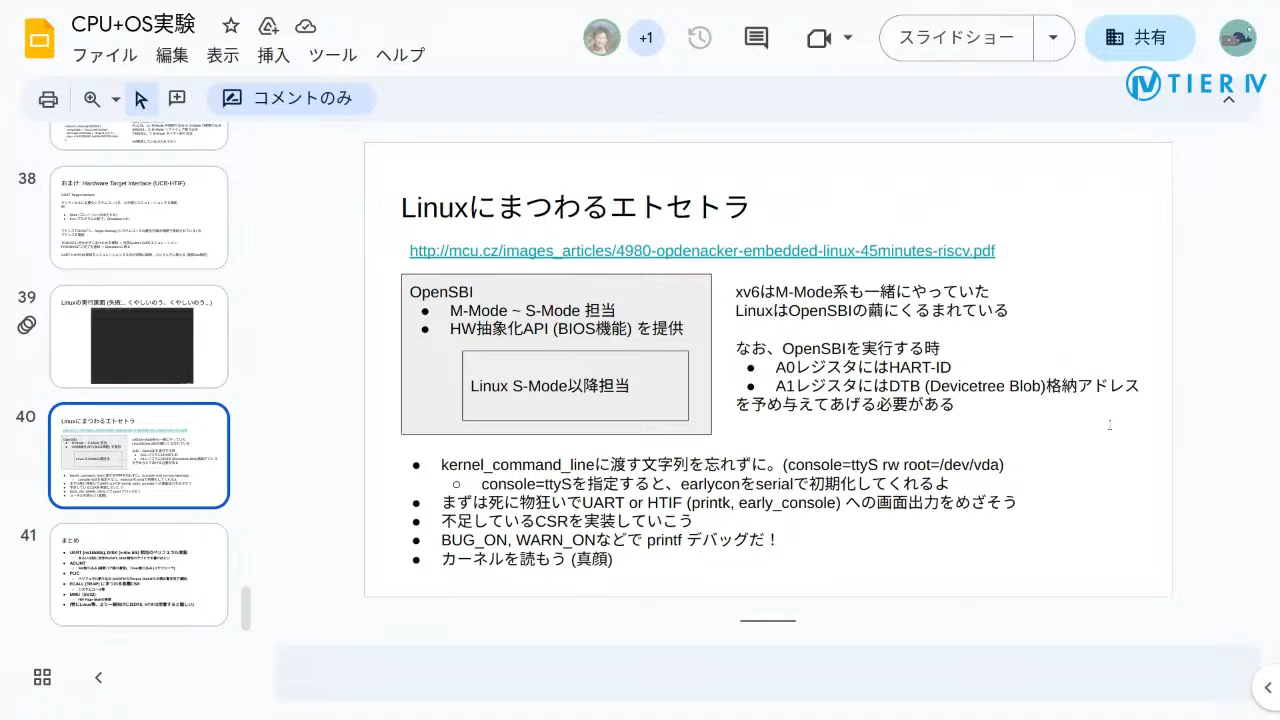 CPU+OS実験
ファイル 編集 表示 挿入 ツール ヘルプ
+1
スライドショー
共有
コメントのみ
TIER IV
38
おまけ: Hardware Target Interface (UCB-HTIF)
39
Linuxの実行画面 (失敗... くやしいのう、くやしいのう...)
40
Linuxにまつわるエトセトラ
41
まとめ
UART (ns16550a), DISK (virtio blk) 相当のペリフェラル実装
ACLINT
PLIC
MMU (SV32)
Linuxにまつわるエトセトラ
http://mcu.cz/images_articles/4980-opdenacker-embedded-linux-45minutes-riscv.pdf
OpenSBI
● M-Mode ~ S-Mode 担当
● HW抽象化API (BIOS機能) を提供
Linux S-Mode以降担当
xv6はM-Mode系も一緒にやっていた
LinuxはOpenSBIの繭にくるまれている
なお、OpenSBIを実行する時
● A0レジスタにはHART-ID
● A1レジスタにはDTB (Devicetree Blob)格納アドレス
を予め与えてあげる必要がある
● kernel_command_lineに渡す文字列を忘れずに。(console=ttyS rw root=/dev/vda)
○ console=ttySを指定すると、earlyconをserialで初期化してくれるよ
● まずは死に物狂いでUART or HTIF (printk, early_console) への画面出力をめざそう
● 不足しているCSRを実装していこう
● BUG_ON, WARN_ONなどで printf デバッグだ！
● カーネルを読もう (真顔)